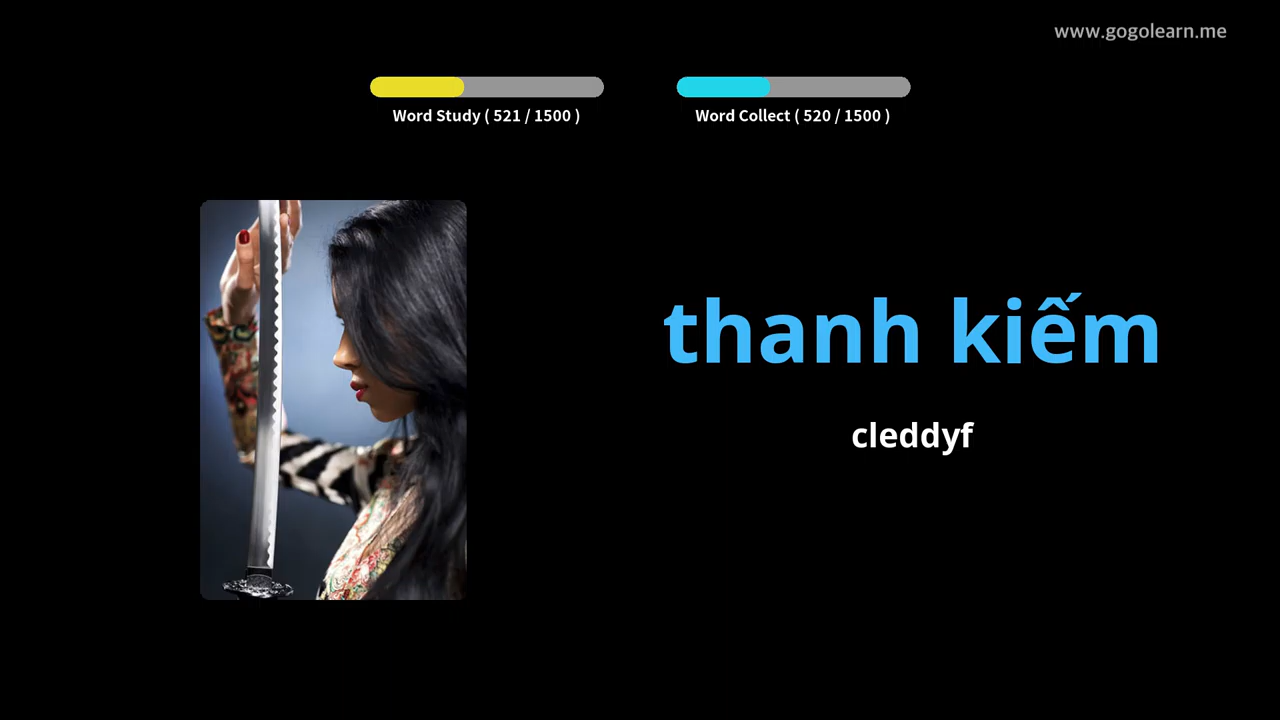 www.gogolearn.me
Word Study ( 521 / 1500 )
Word Collect ( 520 / 1500 )
thanh kiếm
cleddyf